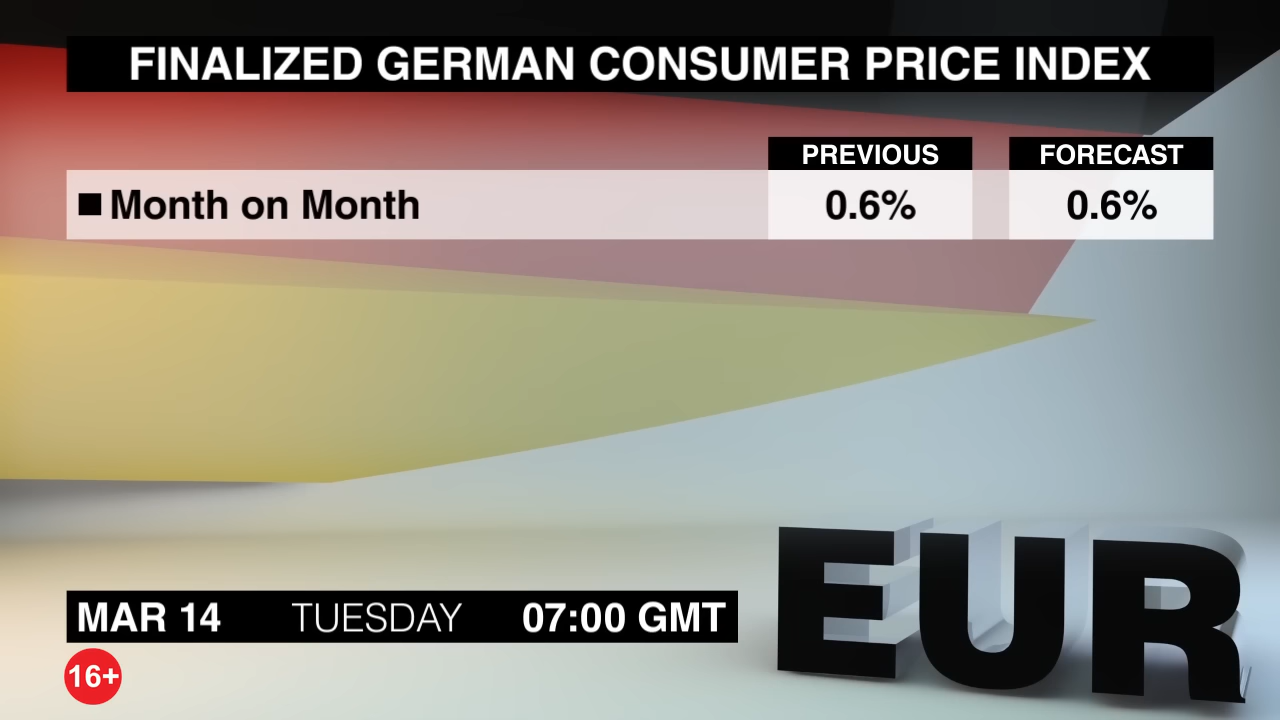 FINALIZED GERMAN CONSUMER PRICE INDEX
PREVIOUS FORECAST
Month on Month 0.6% 0.6%
MAR 14 TUESDAY 07:00 GMT
EUR
16+